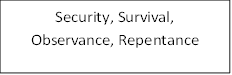 Security, Survival,
Observance, Repentance